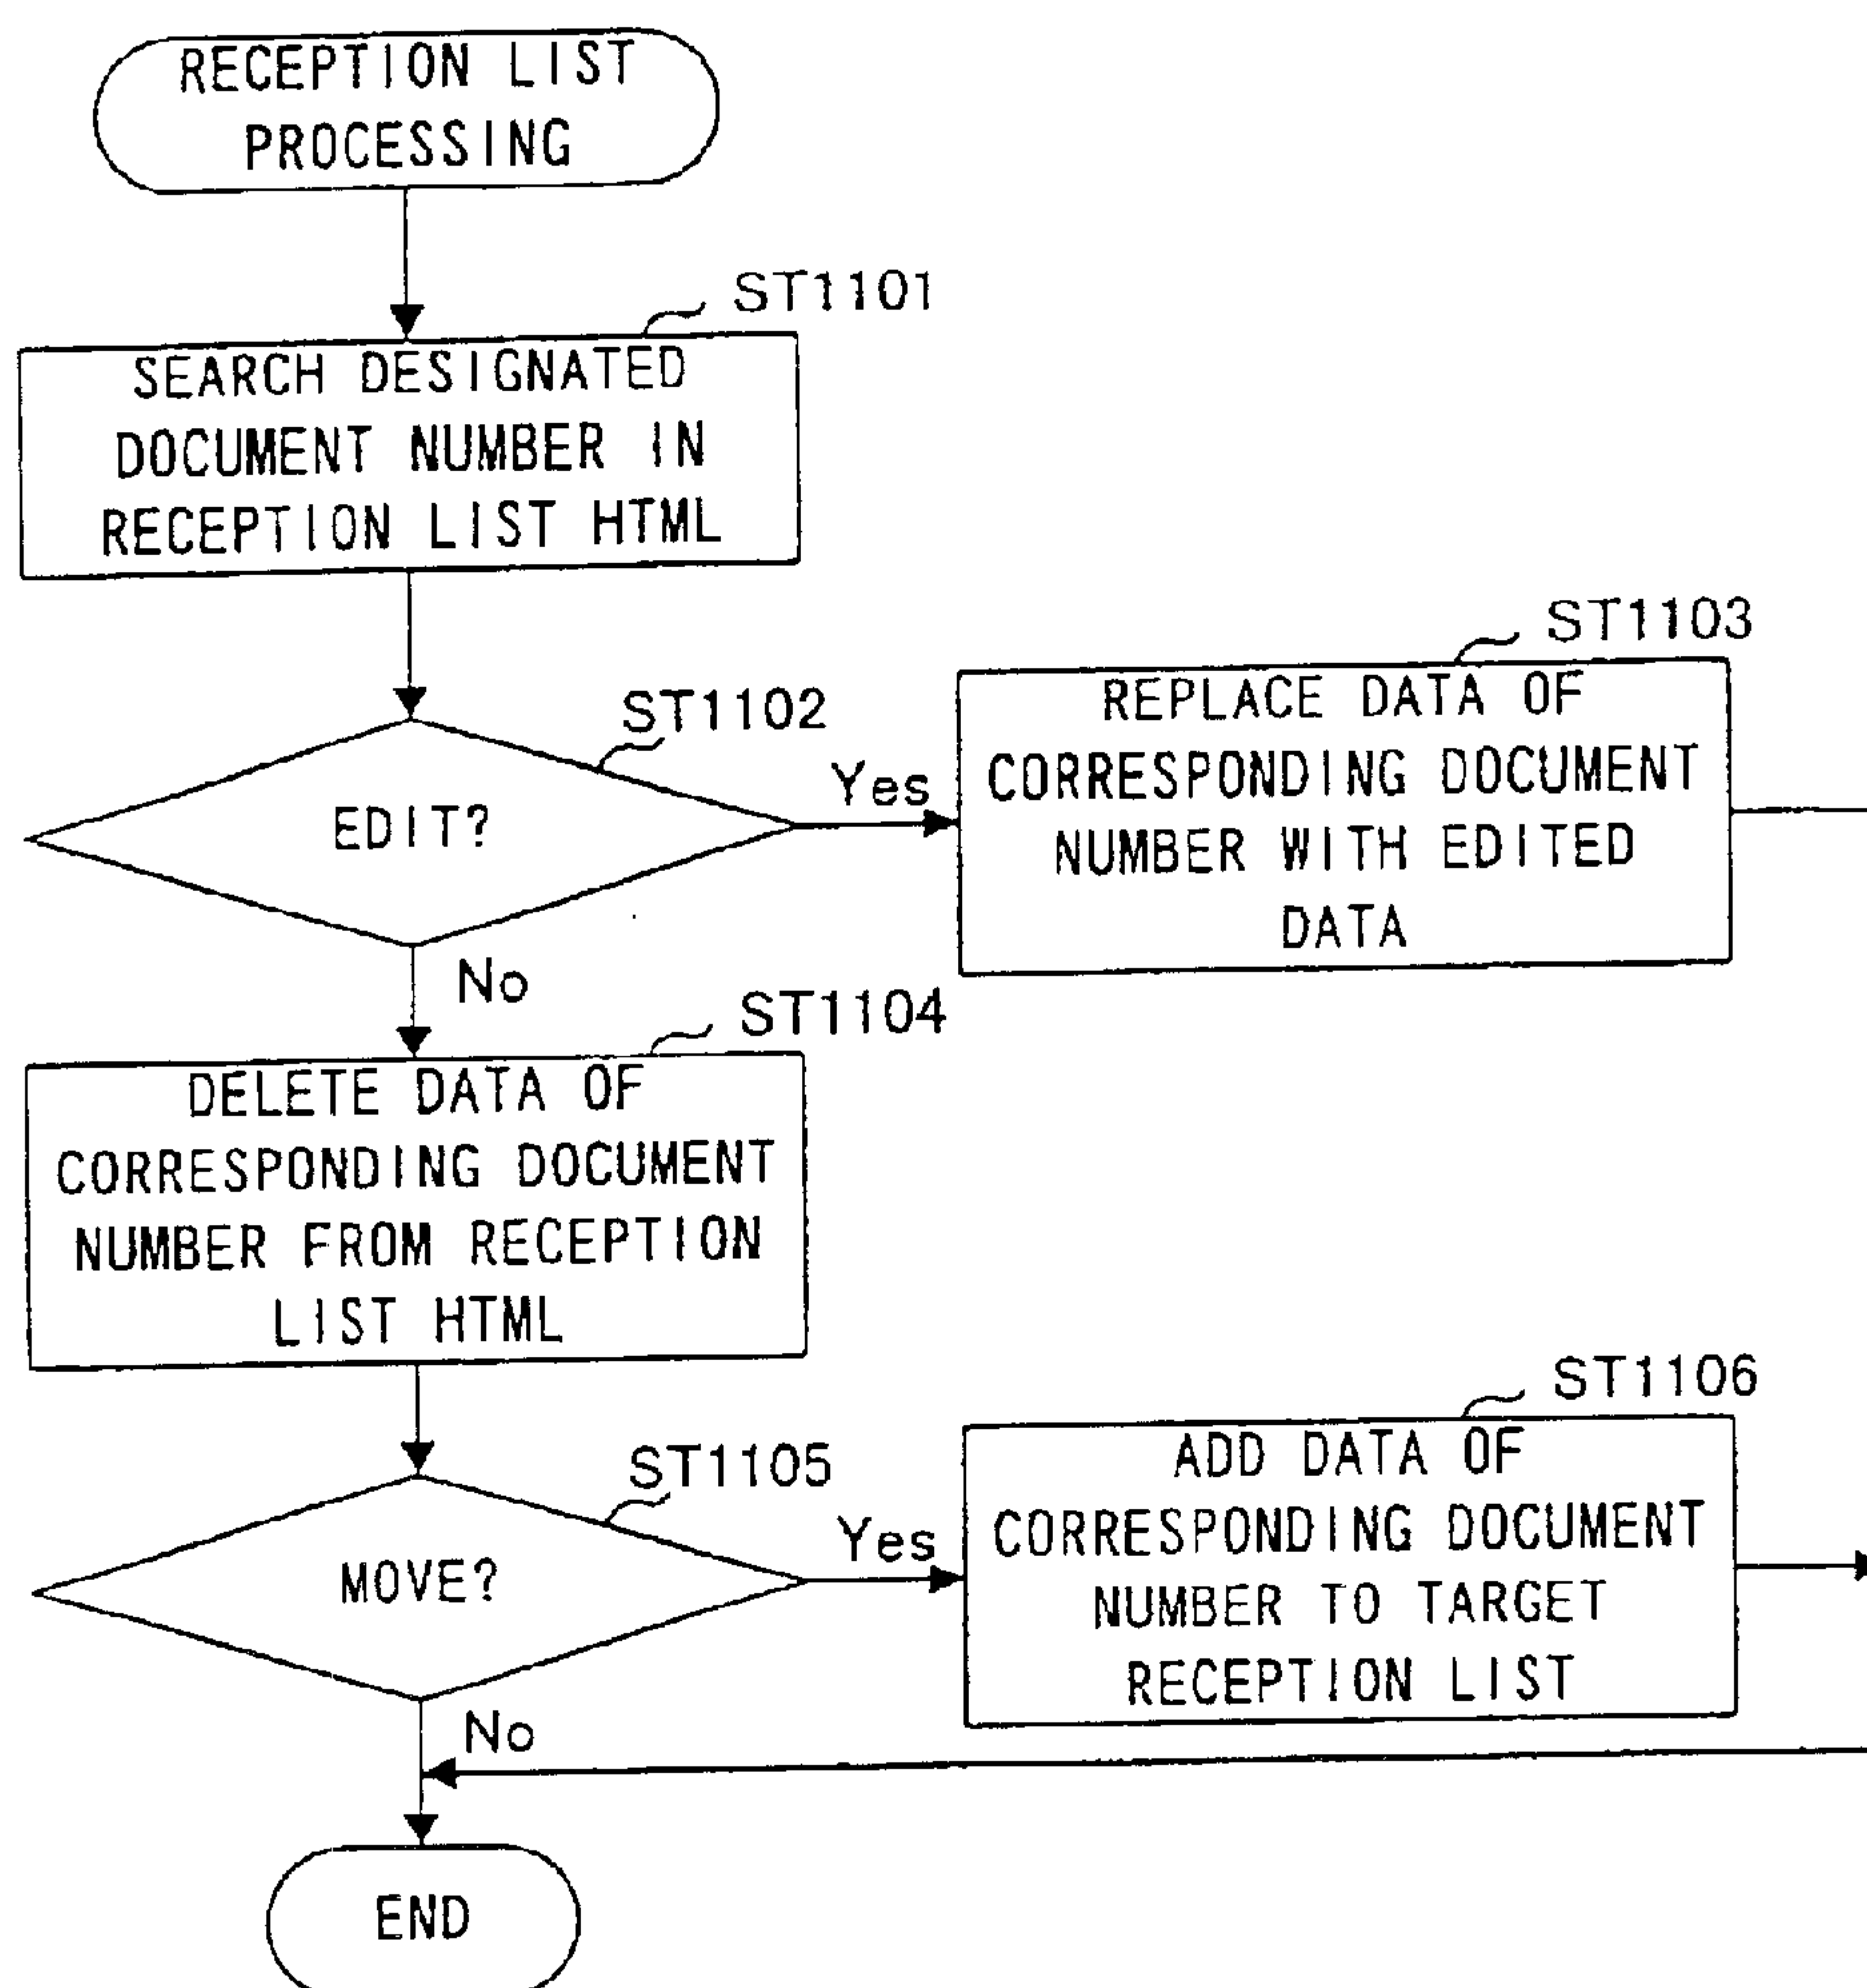 RECEPTION LIST
PROCESSING
ST1101
SEARCH DESIGNATED
DOCUMENT NUMBER IN
RECEPTION LIST HTML
ST1102
EDIT?
Yes
ST1103
REPLACE DATA OF
CORRESPONDING DOCUMENT
NUMBER WITH EDITED
DATA
No
ST1104
DELETE DATA OF
CORRESPONDING DOCUMENT
NUMBER FROM RECEPTION
LIST HTML
ST1105
MOVE?
Yes
ST1106
ADD DATA OF
CORRESPONDING DOCUMENT
NUMBER TO TARGET
RECEPTION LIST
No
END